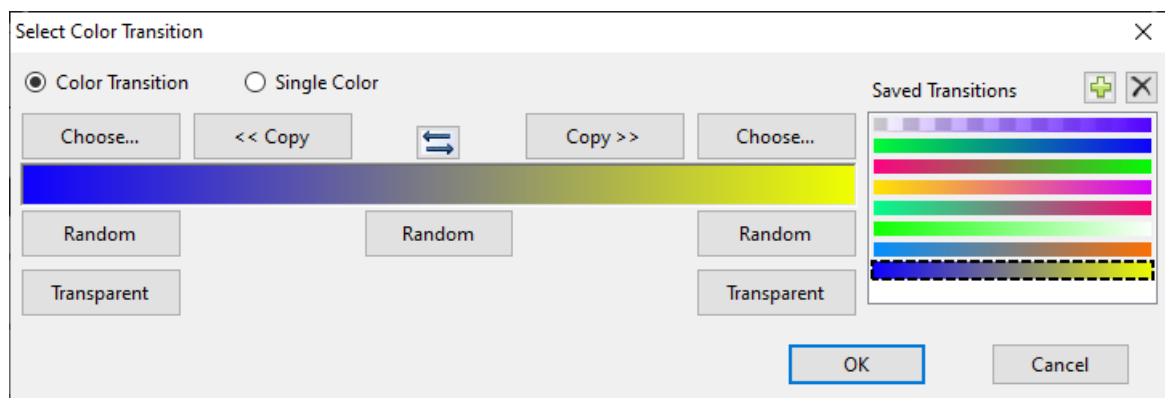 Select Color Transition
Color Transition Single Color
Saved Transitions
Choose... << Copy Copy >> Choose...
Random Random Random
Transparent Transparent
OK Cancel